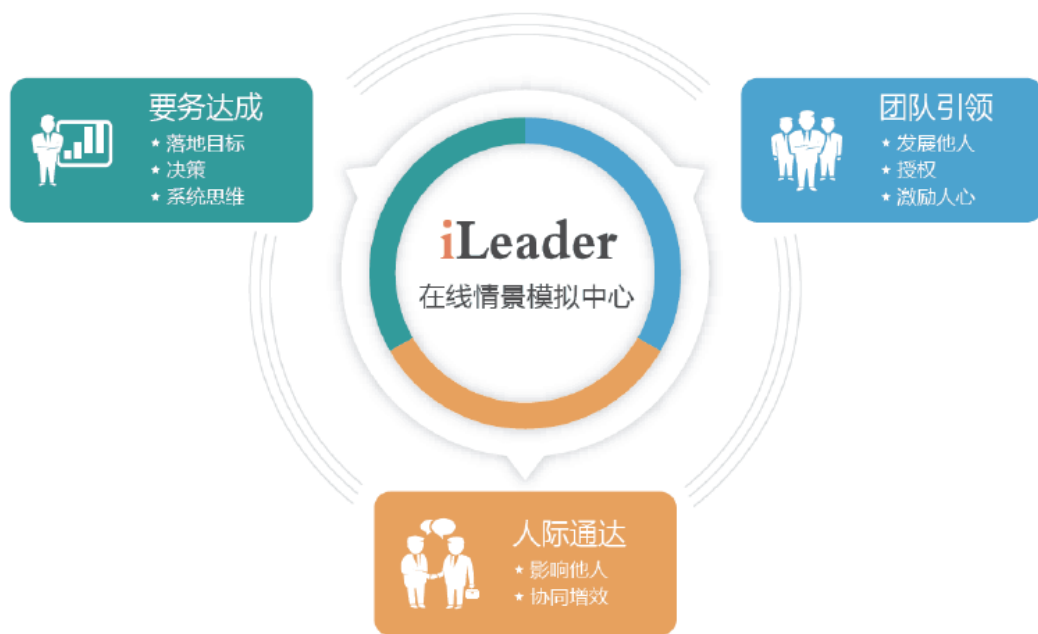 要务达成
★ 落地目标
★ 决策
★ 系统思维
团队引领
★ 发展他人
★ 授权
★ 激励人心
iLeader
在线情景模拟中心
人际通达
★ 影响他人
★ 协同增效